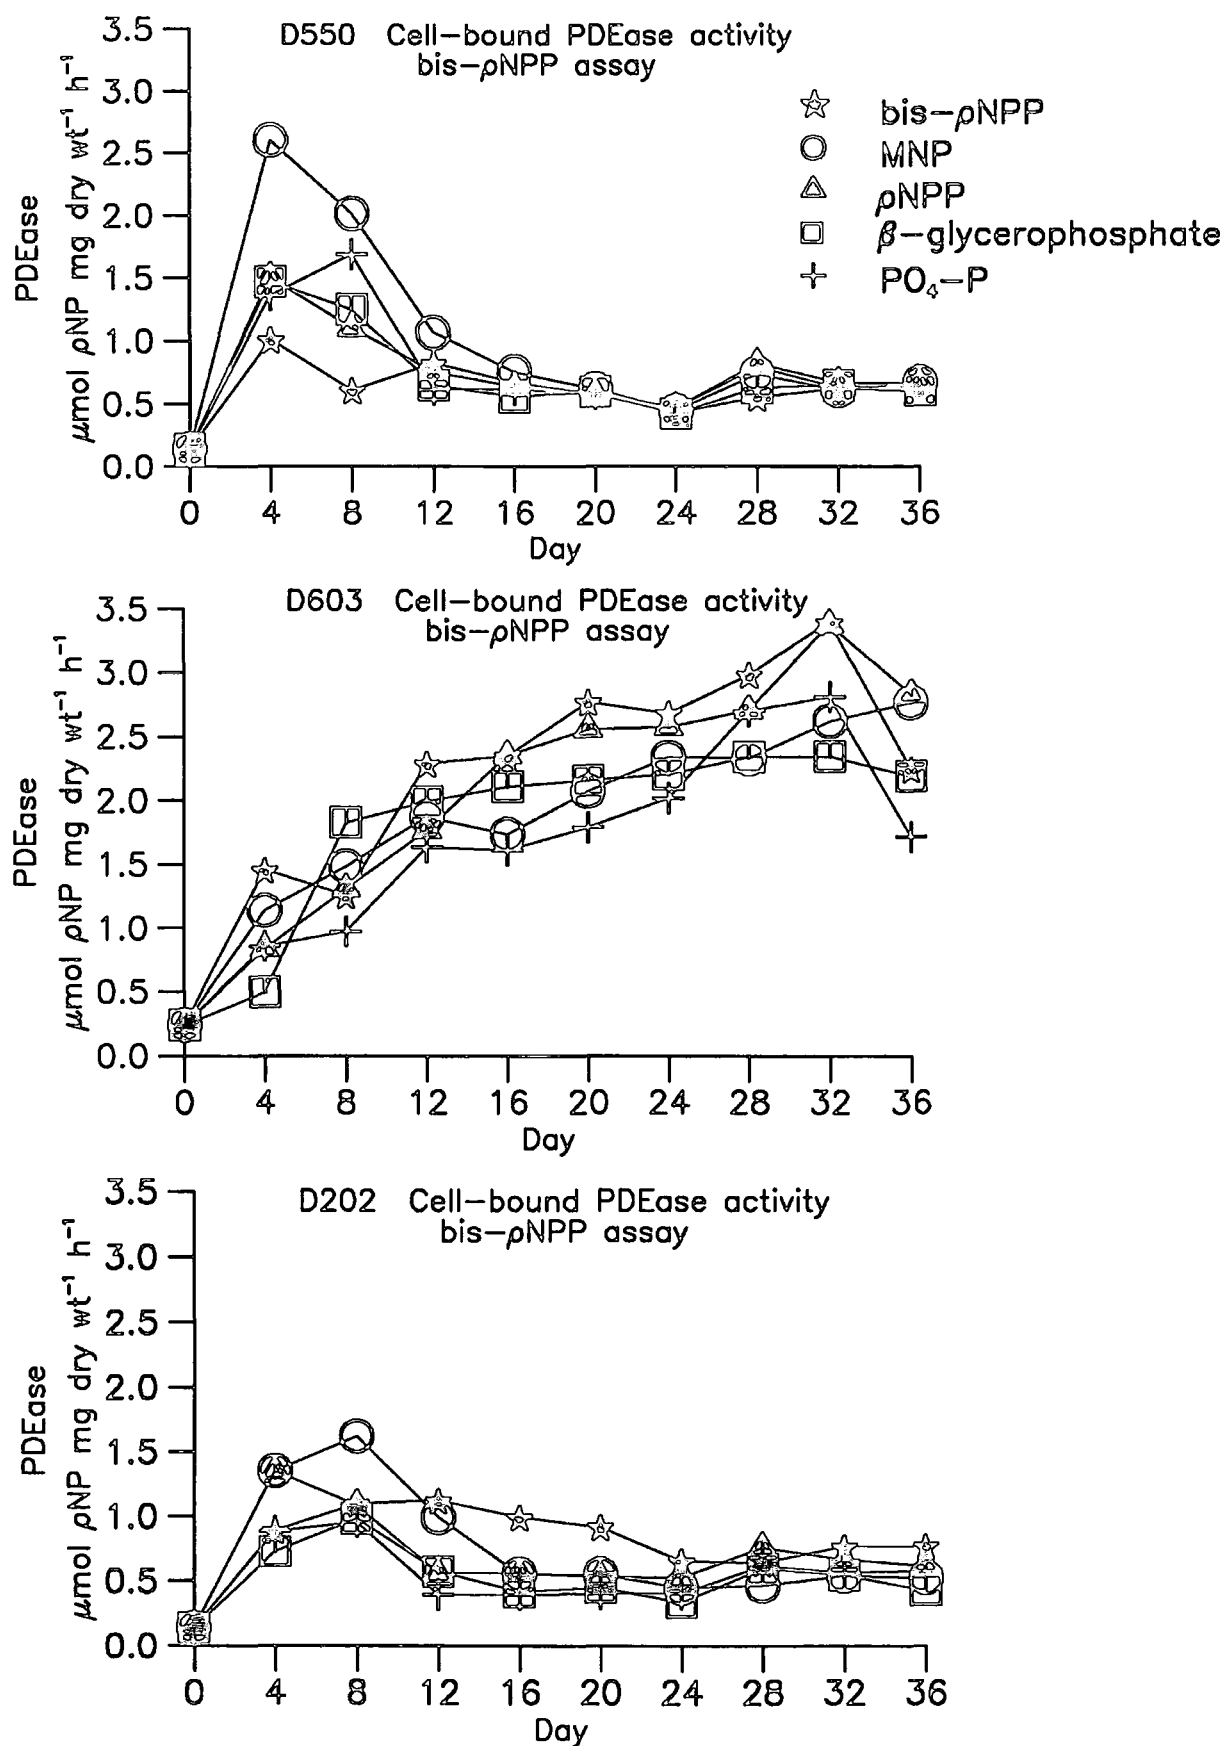 D550 Cell-bound PDEase activity
bis-ρNPP assay
bis-ρNPP
MNP
ρNPP
β-glycerophosphate
PO₄-P
PDEase
μmol ρNP mg dry wt⁻¹ h⁻¹
3.5
3.0
2.5
2.0
1.5
1.0
0.5
0.0
0 4 8 12 16 20 24 28 32 36
Day
D603 Cell-bound PDEase activity
bis-ρNPP assay
PDEase
μmol ρNP mg dry wt⁻¹ h⁻¹
3.5
3.0
2.5
2.0
1.5
1.0
0.5
0.0
0 4 8 12 16 20 24 28 32 36
Day
D202 Cell-bound PDEase activity
bis-ρNPP assay
PDEase
μmol ρNP mg dry wt⁻¹ h⁻¹
3.5
3.0
2.5
2.0
1.5
1.0
0.5
0.0
0 4 8 12 16 20 24 28 32 36
Day